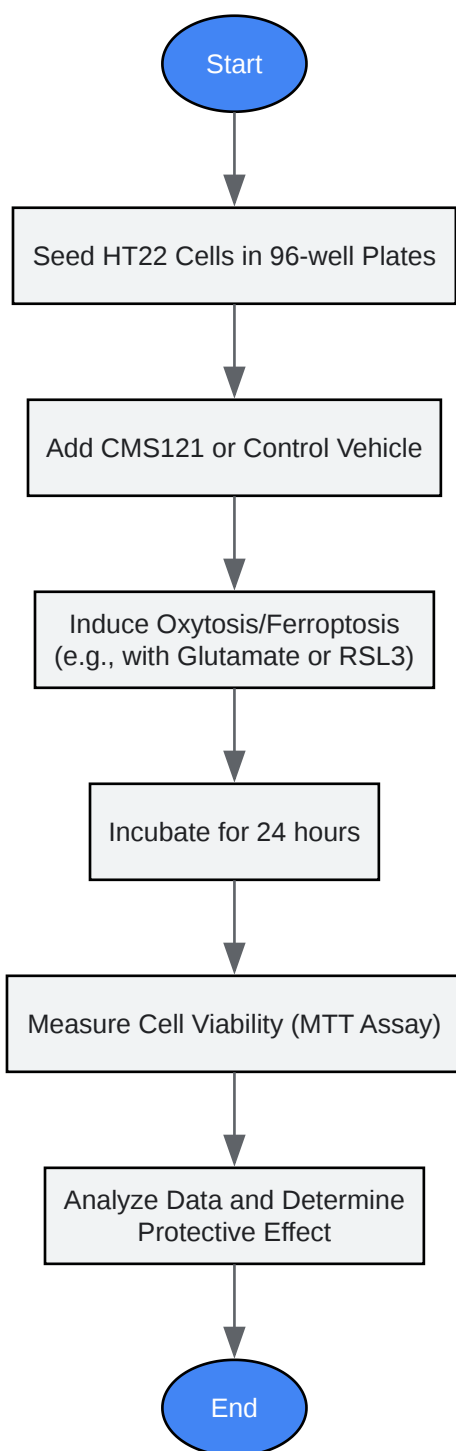 Start
Seed HT22 Cells in 96-well Plates
Add CMS121 or Control Vehicle
Induce Oxytosis/Ferroptosis
(e.g., with Glutamate or RSL3)
Incubate for 24 hours
Measure Cell Viability (MTT Assay)
Analyze Data and Determine
Protective Effect
End